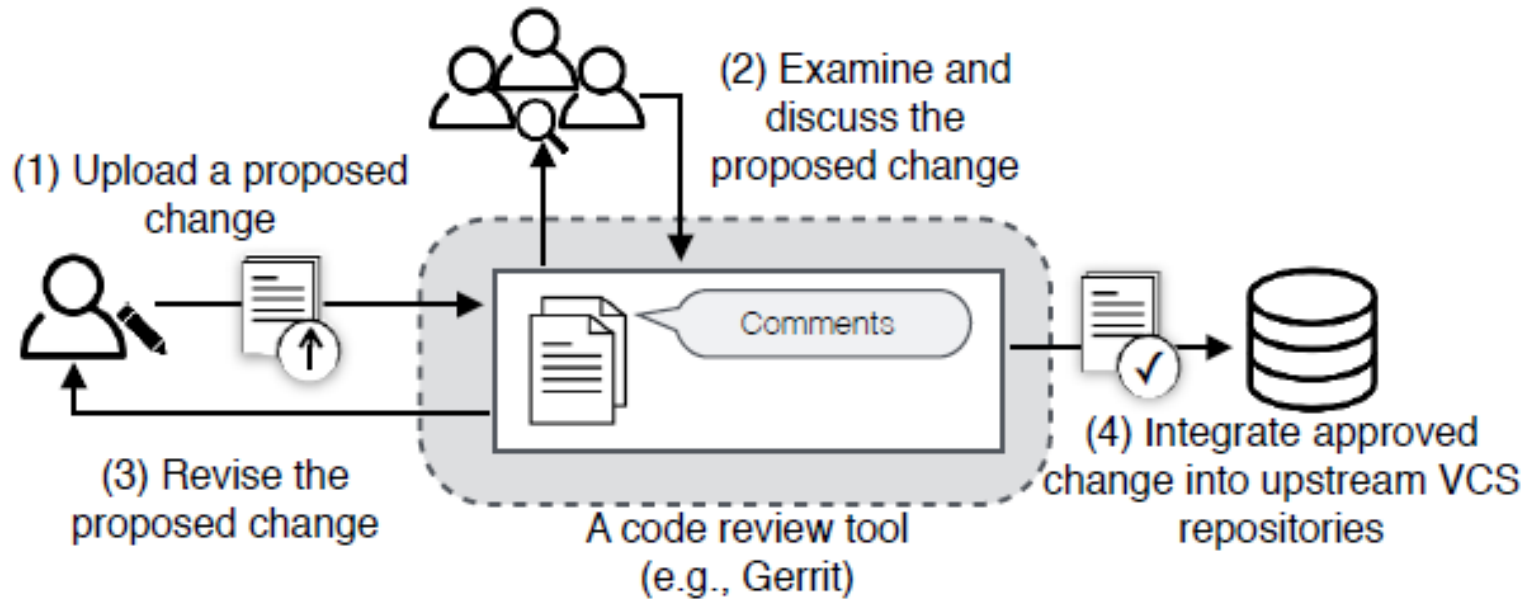 (1) Upload a proposed
change
(2) Examine and
discuss the
proposed change
Comments
(3) Revise the
proposed change
(4) Integrate approved
change into upstream VCS
repositories
A code review tool
(e.g., Gerrit)